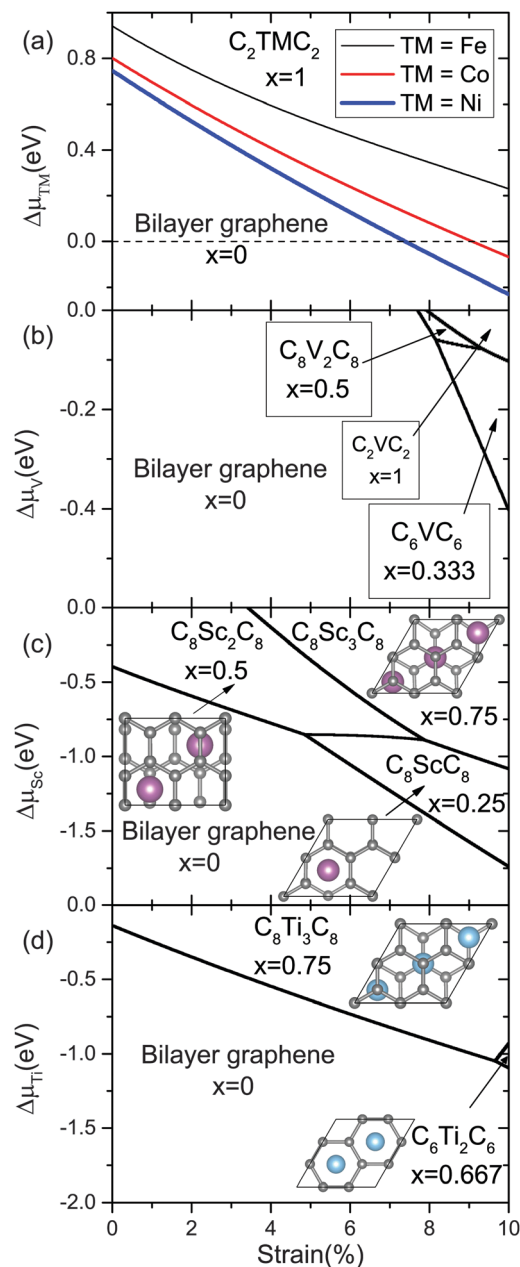 (a)
C₂TMC₂
x=1
TM = Fe
TM = Co
TM = Ni
0.8
0.4
0.0
Δμ_TM(eV)
Bilayer graphene
x=0
(b)
0.0
-0.2
-0.4
Δμ_V(eV)
C₈V₂C₈
x=0.5
C₂VC₂
x=1
C₆VC₆
x=0.333
Bilayer graphene
x=0
(c)
0.0
-0.5
-1.0
-1.5
0.0
Δμ_Sc(eV)
C₈Sc₂C₈
x=0.5
C₈Sc₃C₈
x=0.75
C₈ScC₈
x=0.25
Bilayer graphene
x=0
(d)
-0.5
-1.0
-1.5
-2.0
Δμ_Ti(eV)
C₈Ti₃C₈
x=0.75
Bilayer graphene
x=0
C₆Ti₂C₆
x=0.667
0
2
4
6
8
10
Strain(%)